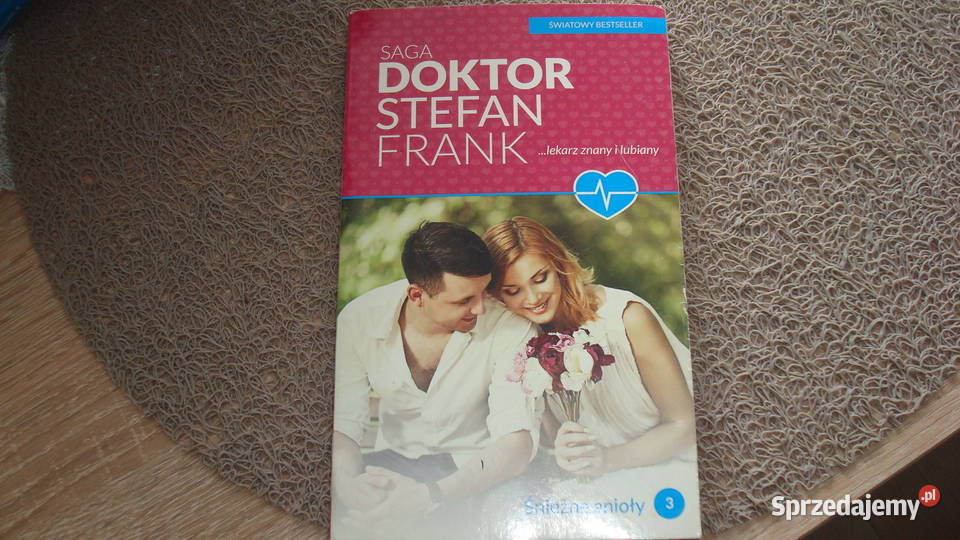 ŚWIATOWY BESTSELLER
SAGA
DOKTOR
STEFAN
FRANK
...lekarz znany i lubiany
Śnieżne anioły 3
Sprzedajemy.pl